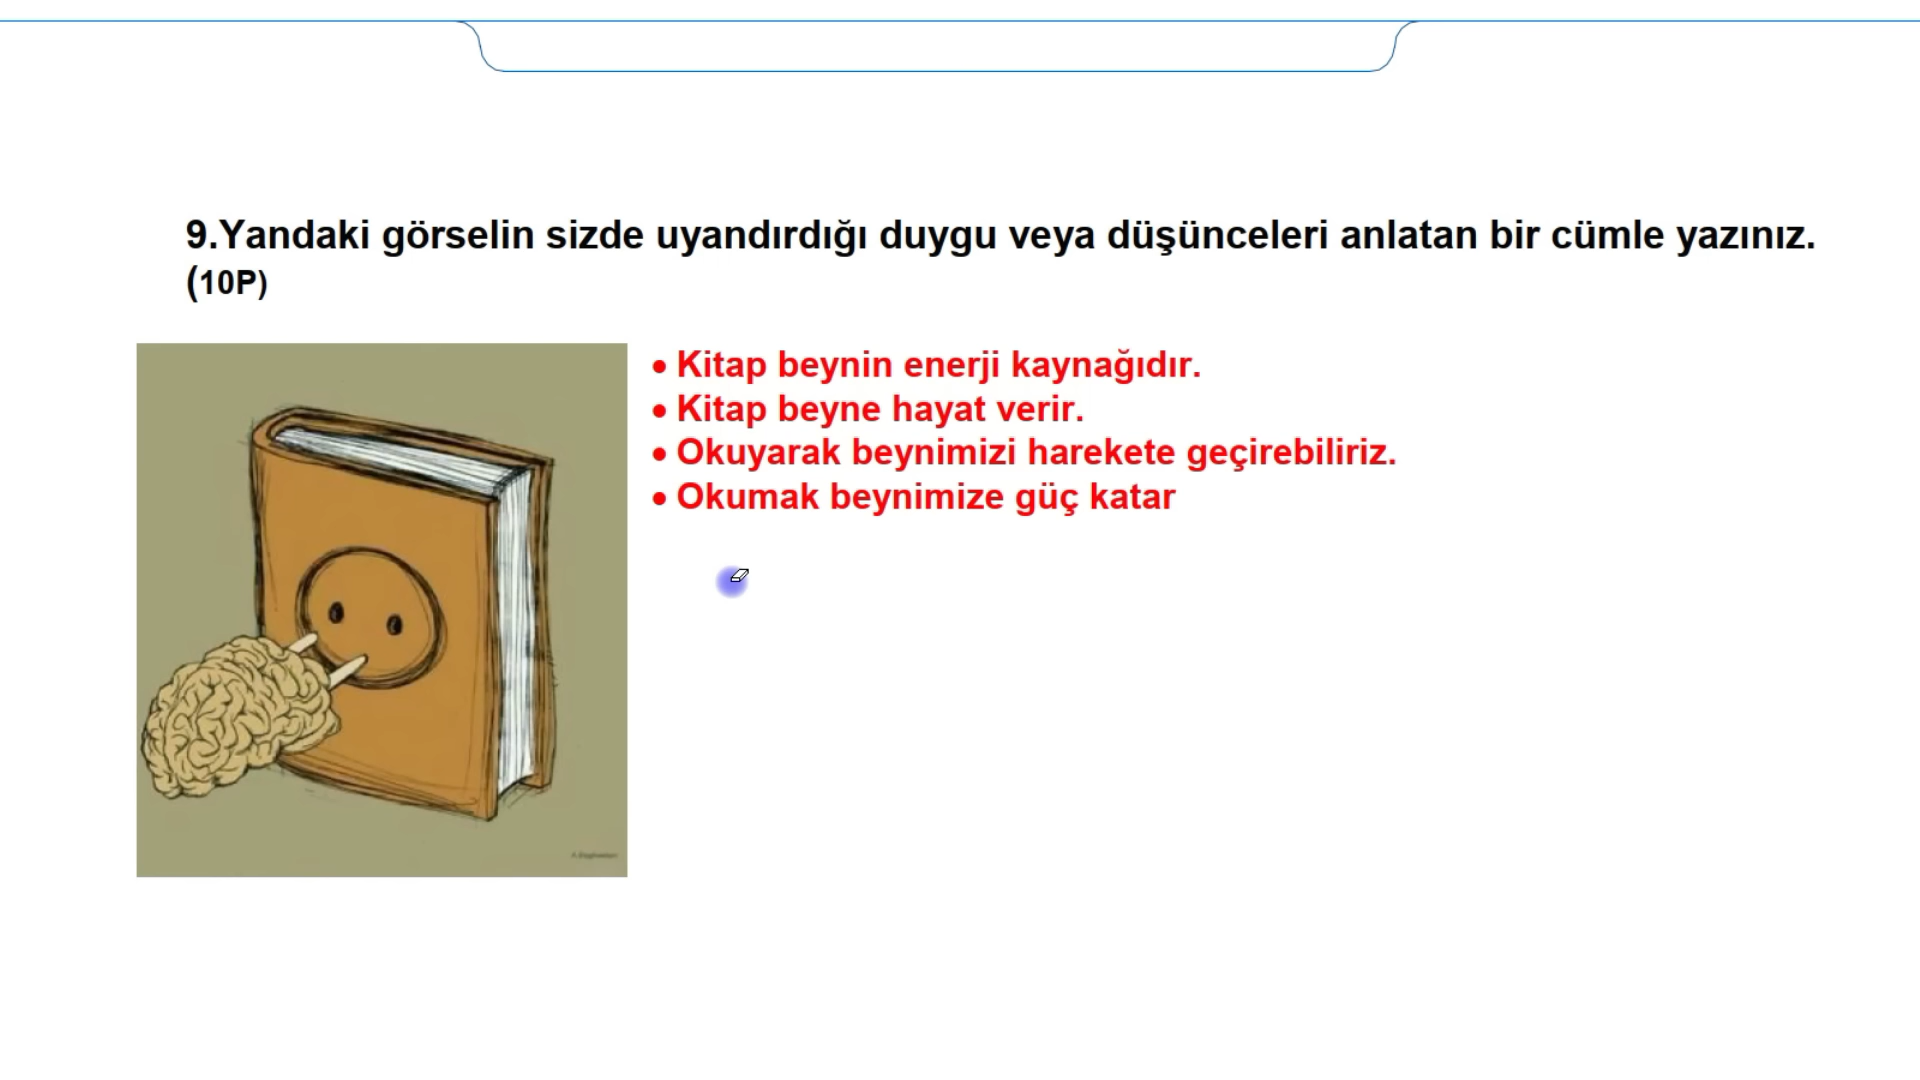 9.Yandaki görselin sizde uyandırdığı duygu veya düşünceleri anlatan bir cümle yazınız.
(10P)
• Kitap beynin enerji kaynağıdır.
• Kitap beyne hayat verir.
• Okuyarak beynimizi harekete geçirebiliriz.
• Okumak beynimize güç katar